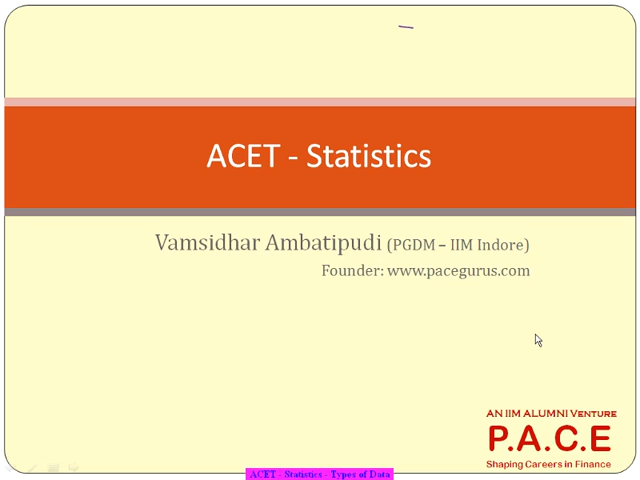 ACET - Statistics
Vamsidhar Ambatipudi (PGDM – IIM Indore)
Founder: www.pacegurus.com
AN IIM ALUMNI VENTURE
P.A.C.E
Shaping Careers in Finance
ACET - Statistics - Types of Data